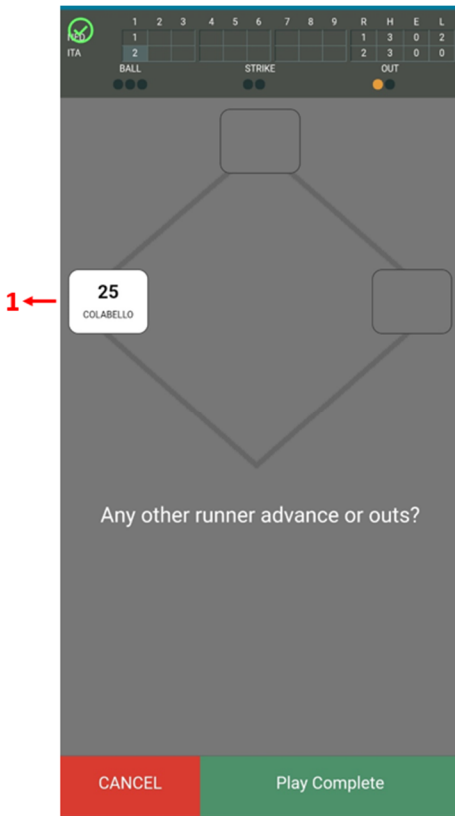 1 2 3 4 5 6 7 8 9 R H E L
1 1 3 0 2
ITA 2 2 3 0 0
BALL STRIKE OUT
1
25
COLABELLO
Any other runner advance or outs?
CANCEL Play Complete